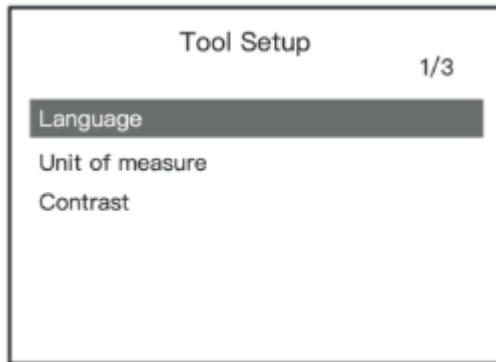 Tool Setup
1/3
Language
Unit of measure
Contrast